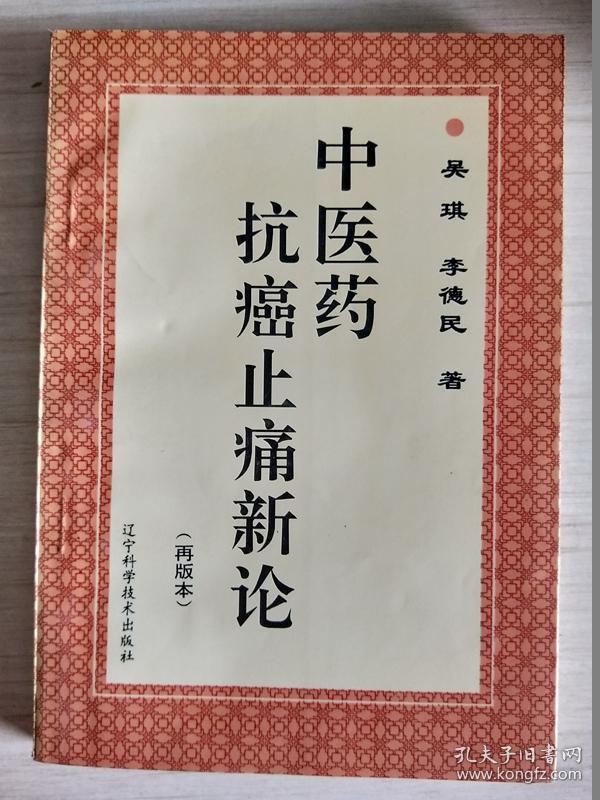 吴琪 李德民 著
中医药
抗癌止痛新论
（再版本）
辽宁科学技术出版社
孔夫子旧书网
www.kongfz.com